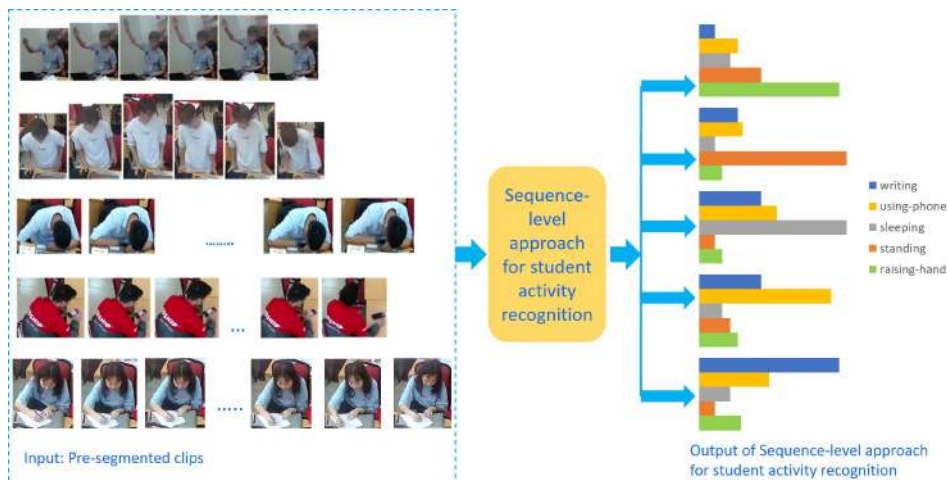 ........
...
.....
Input: Pre-segmented clips
Sequence-
level
approach
for student
activity
recognition
writing
using-phone
sleeping
standing
raising-hand
Output of Sequence-level approach
for student activity recognition